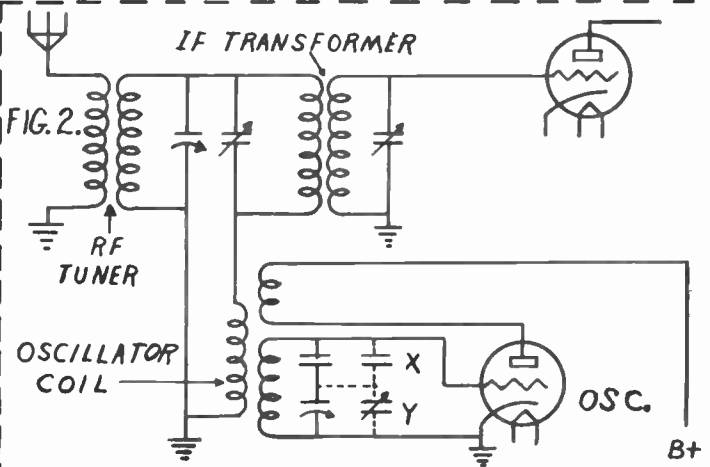 IF TRANSFORMER
FIG. 2.
RF
TUNER
OSCILLATOR
COIL
X
Y
OSC.
B+